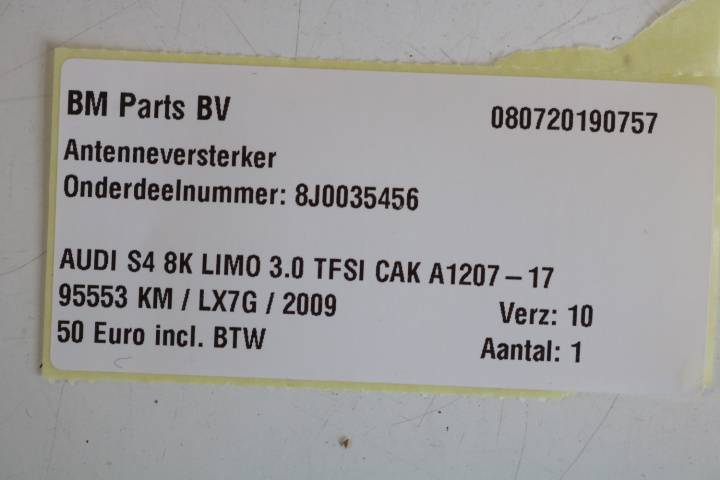 BM Parts BV 080720190757
Antenneversterker
Onderdeelnummer: 8J0035456
AUDI S4 8K LIMO 3.0 TFSI CAK A1207-17
95553 KM / LX7G / 2009 Verz: 10
50 Euro incl. BTW Aantal: 1